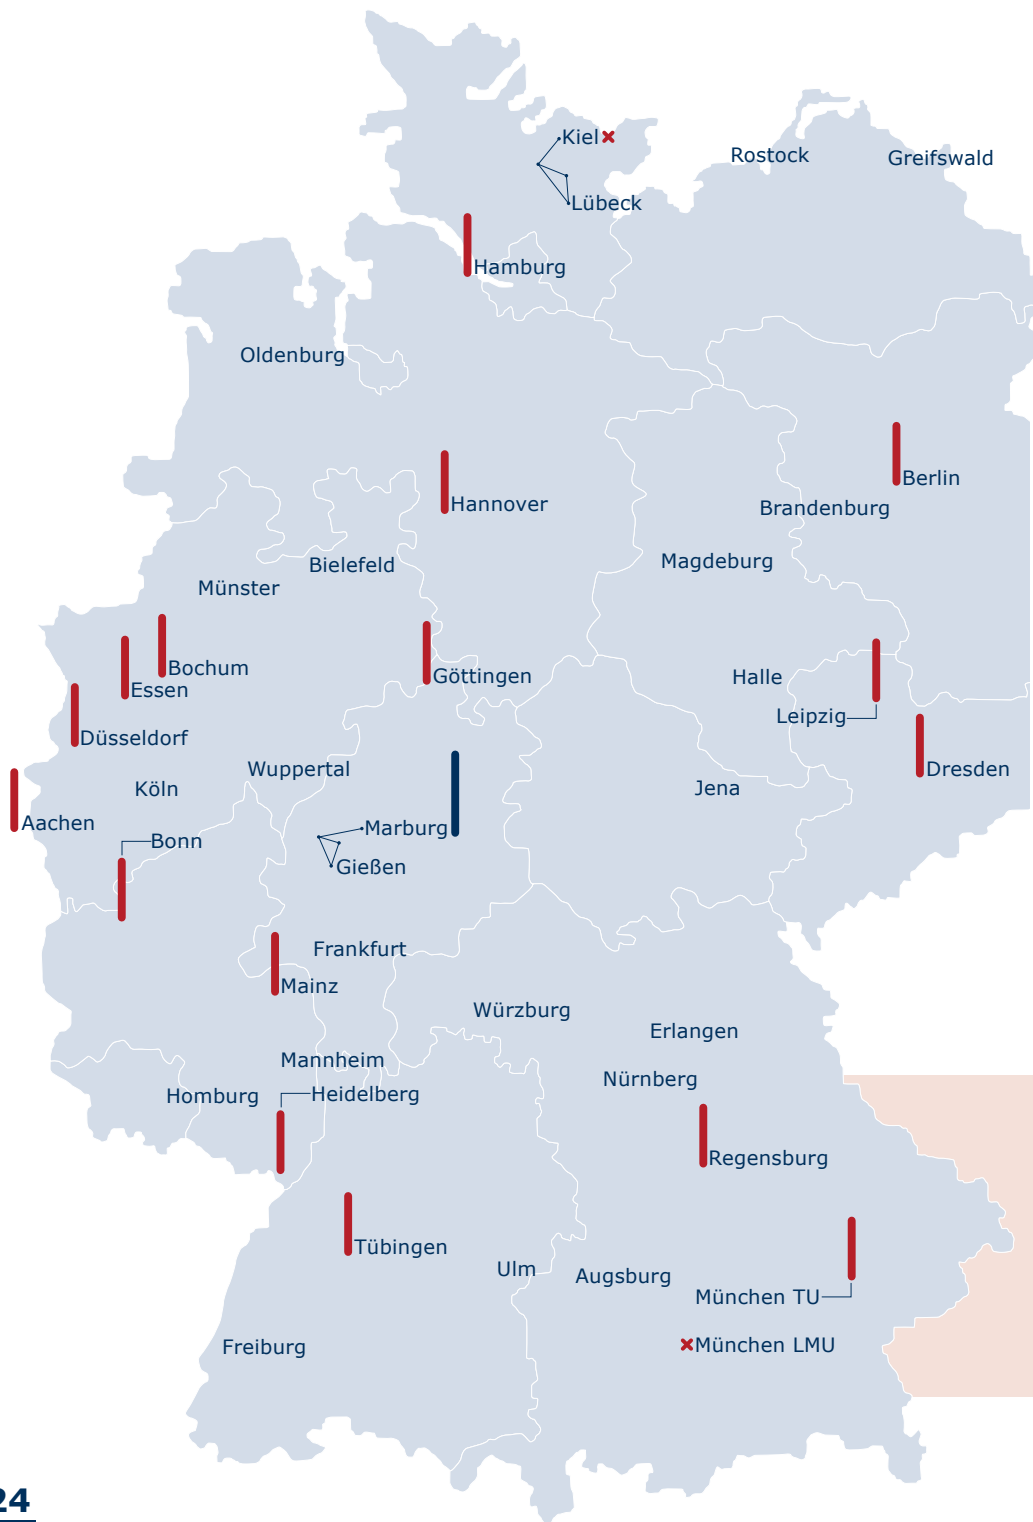 Kiel
Rostock
Greifswald
Lübeck
Hamburg
Oldenburg
Berlin
Hannover
Brandenburg
Magdeburg
Bielefeld
Münster
Bochum
Göttingen
Halle
Essen
Leipzig
Düsseldorf
Wuppertal
Dresden
Köln
Jena
Aachen
Marburg
Bonn
Gießen
Frankfurt
Mainz
Würzburg
Erlangen
Mannheim
Nürnberg
Homburg
Heidelberg
Regensburg
Tübingen
Ulm
Augsburg
München TU
München LMU
Freiburg
24